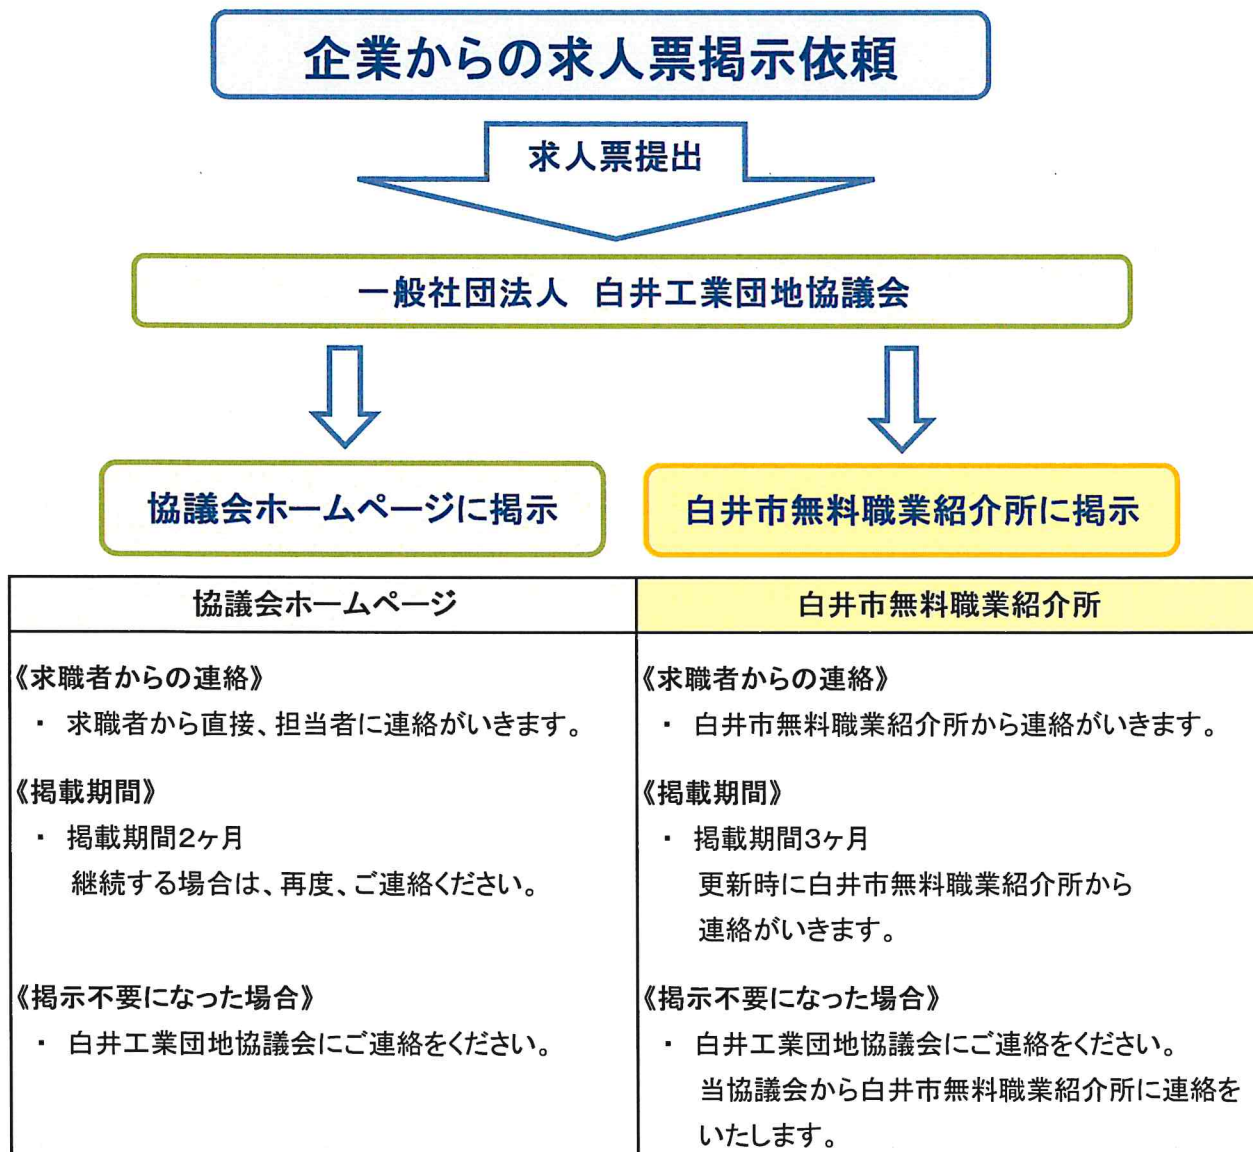 企業からの求人票掲示依頼
求人票提出
一般社団法人 白井工業団地協議会
協議会ホームページに掲示
白井市無料職業紹介所に掲示
協議会ホームページ
白井市無料職業紹介所
《求職者からの連絡》
・ 求職者から直接、担当者に連絡がいきます。
《掲載期間》
・ 掲載期間2ヶ月
継続する場合は、再度、ご連絡ください。
《掲示不要になった場合》
・ 白井工業団地協議会にご連絡をください。
《求職者からの連絡》
・ 白井市無料職業紹介所から連絡がいきます。
《掲載期間》
・ 掲載期間3ヶ月
更新時に白井市無料職業紹介所から
連絡がいきます。
《掲示不要になった場合》
・ 白井工業団地協議会にご連絡をください。
当協議会から白井市無料職業紹介所に連絡を
いたします。